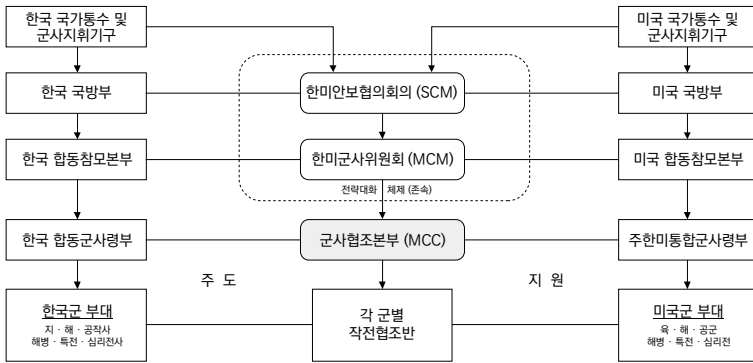 한국 국가통수 및
군사지휘기구
미국 국가통수 및
군사지휘기구
한국 국방부
한미안보협의회의 (SCM)
미국 국방부
한국 합동참모본부
한미군사위원회 (MCM)
미국 합동참모본부
전략대화 체제 (존속)
한국 합동군사령부
군사협조본부 (MCC)
주한미통합군사령부
주 도
지 원
한국군 부대
지 · 해 · 공작사
해병 · 특전 · 심리전사
각 군별
작전협조반
미국군 부대
육 · 해 · 공군
해병 · 특전 · 심리전